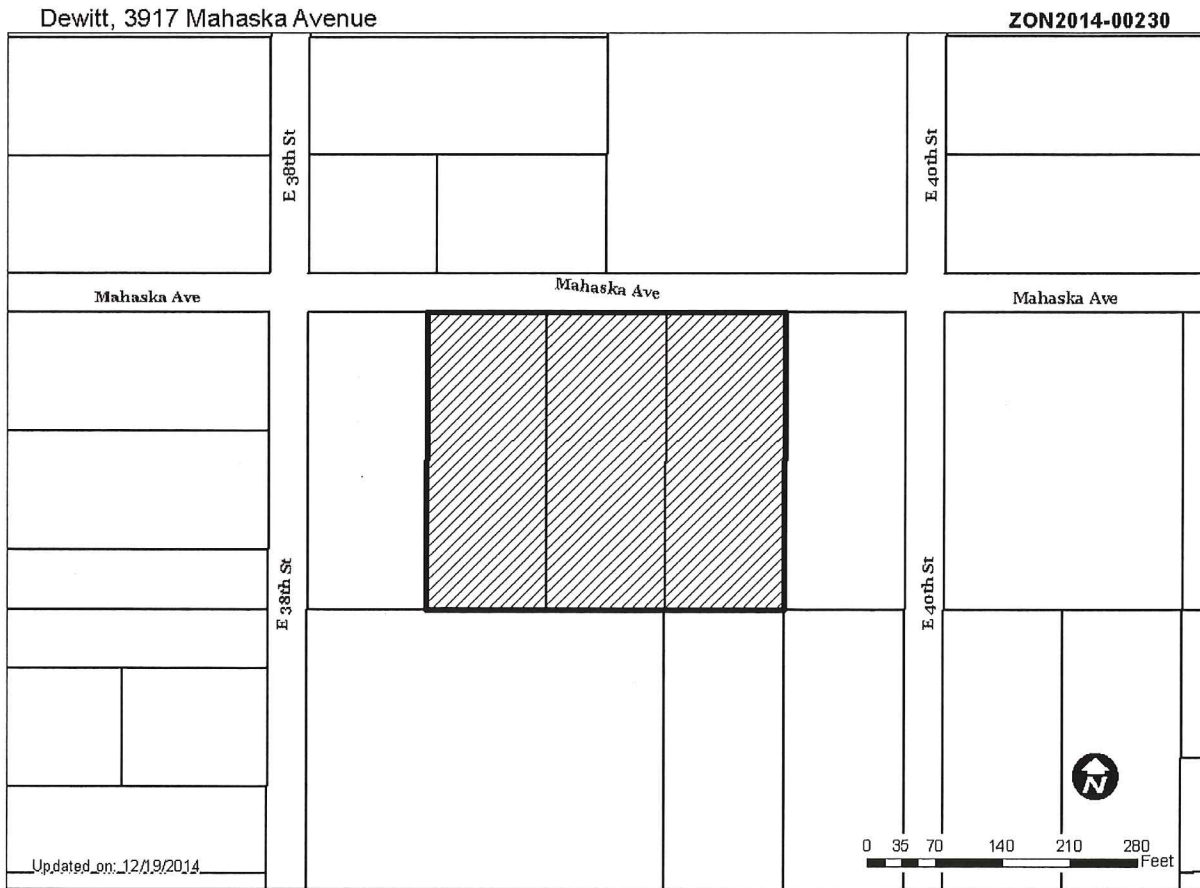 Dewitt, 3917 Mahaska Avenue
ZON2014-00230
E 38th St
E 40th St
Mahaska Ave
Mahaska Ave
Mahaska Ave
E 38th St
E 40th St
N
0 35 70 140 210 280
Feet
Updated on: 12/19/2014